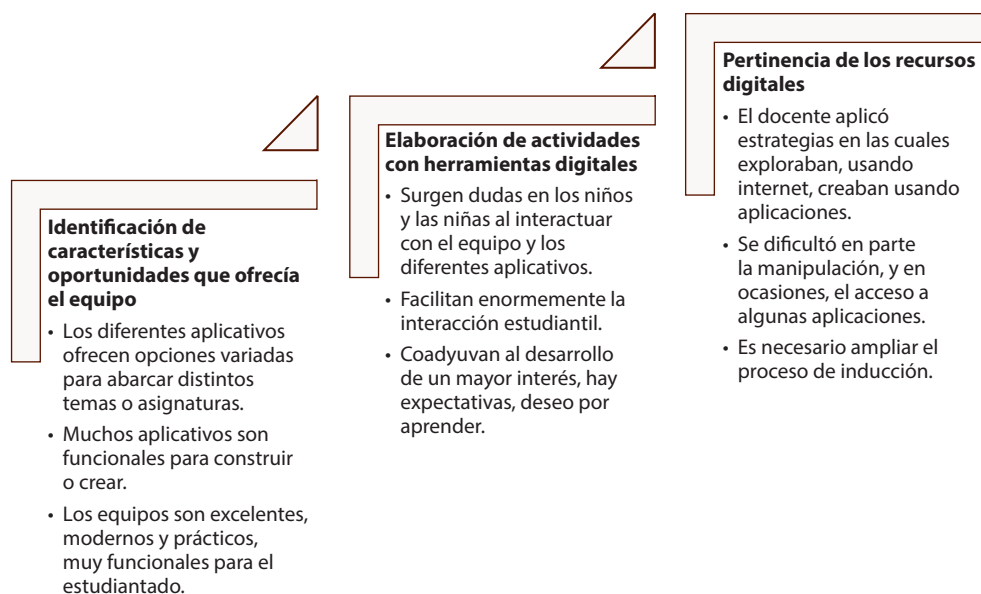 Identificación de
características y
oportunidades que ofrecía
el equipo
• Los diferentes aplicativos
ofrecen opciones variadas
para abarcar distintos
temas o asignaturas.
• Muchos aplicativos son
funcionales para construir
o crear.
• Los equipos son excelentes,
modernos y prácticos,
muy funcionales para el
estudiantado.
Elaboración de actividades
con herramientas digitales
• Surgen dudas en los niños
y las niñas al interactuar
con el equipo y los
diferentes aplicativos.
• Facilitan enormemente la
interacción estudiantil.
• Coadyuvan al desarrollo
de un mayor interés, hay
expectativas, deseo por
aprender.
Pertinencia de los recursos
digitales
• El docente aplicó
estrategias en las cuales
exploraban, usando
internet, creaban usando
aplicaciones.
• Se dificultó en parte
la manipulación, y en
ocasiones, el acceso a
algunas aplicaciones.
• Es necesario ampliar el
proceso de inducción.